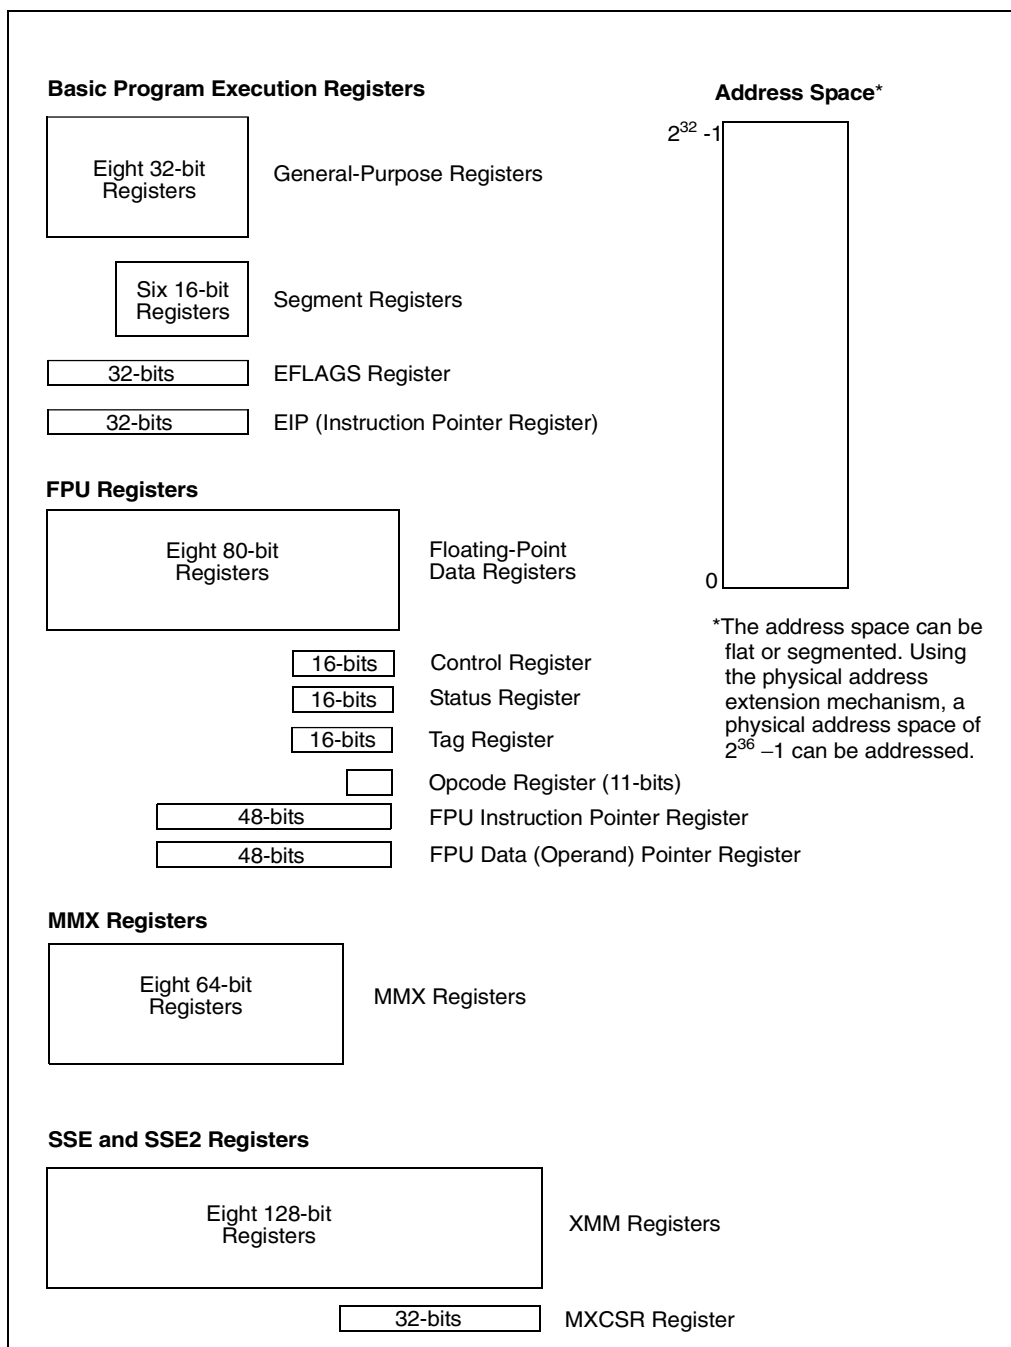 Basic Program Execution Registers
Eight 32-bit
Registers
General-Purpose Registers
Six 16-bit
Registers
Segment Registers
32-bits
EFLAGS Register
32-bits
EIP (Instruction Pointer Register)
FPU Registers
Eight 80-bit
Registers
Floating-Point
Data Registers
16-bits
Control Register
16-bits
Status Register
16-bits
Tag Register
Opcode Register (11-bits)
48-bits
FPU Instruction Pointer Register
48-bits
FPU Data (Operand) Pointer Register
MMX Registers
Eight 64-bit
Registers
MMX Registers
SSE and SSE2 Registers
Eight 128-bit
Registers
XMM Registers
32-bits
MXCSR Register
Address Space*
2^32 -1
0
*The address space can be
flat or segmented. Using
the physical address
extension mechanism, a
physical address space of
2^36 –1 can be addressed.